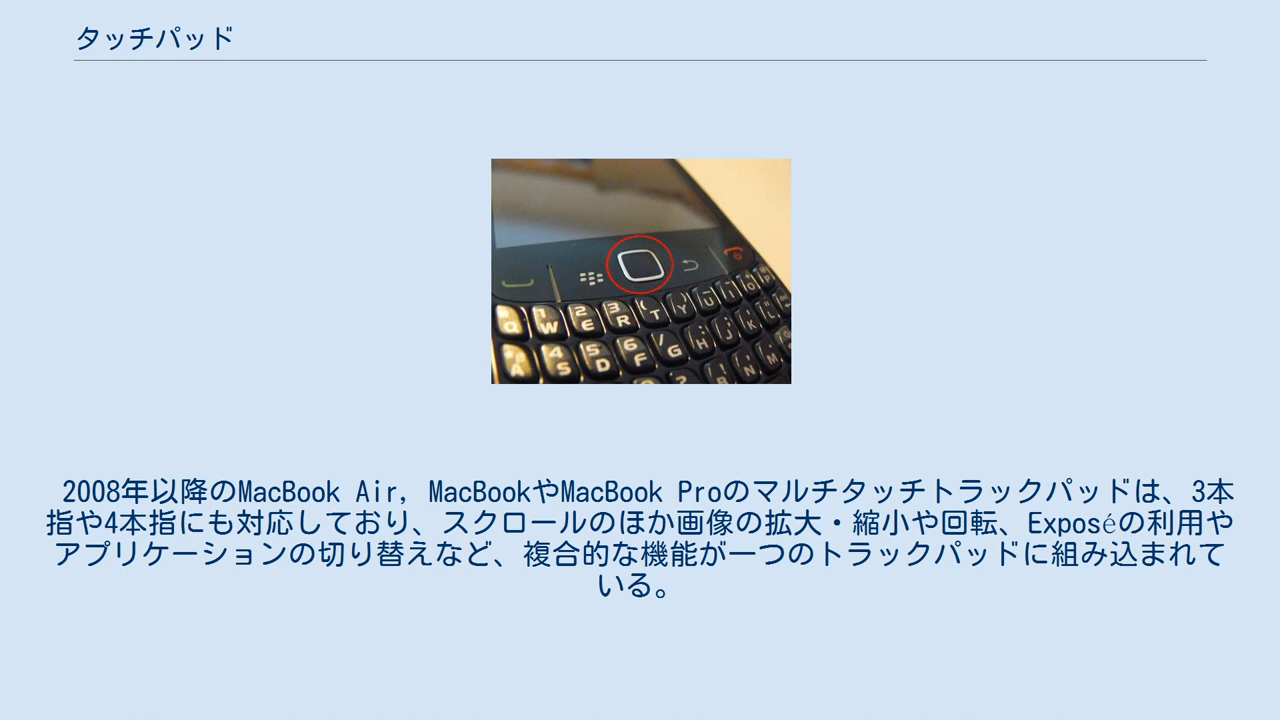 タッチパッド
1 2 3 ( ) _ -
Q W E R T Y U I O P
4 5 6 / : ; ' "
A S D F G H J K L
? ! , .
B N M
2008年以降のMacBook Air, MacBookやMacBook Proのマルチタッチトラックパッドは、3本
指や4本指にも対応しており、スクロールのほか画像の拡大・縮小や回転、Exposéの利用や
アプリケーションの切り替えなど、複合的な機能が一つのトラックパッドに組み込まれて
いる。